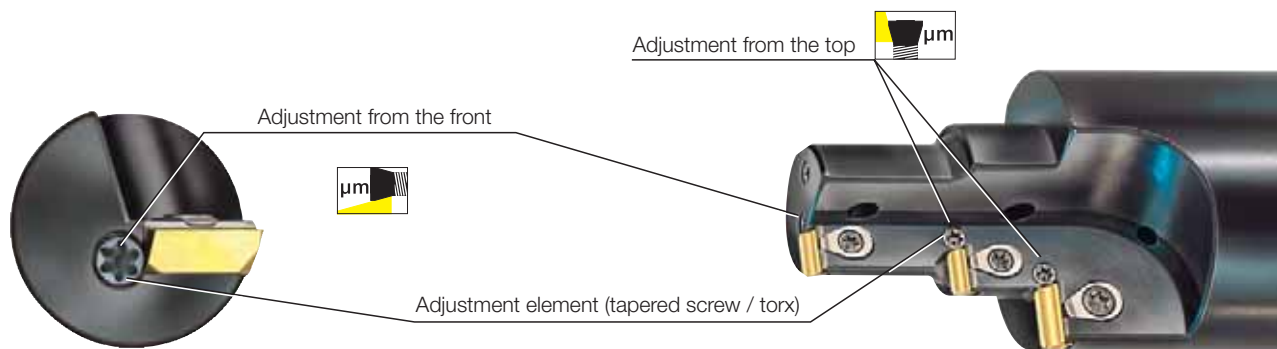 Adjustment from the top
µm
Adjustment from the front
µm
Adjustment element (tapered screw / torx)